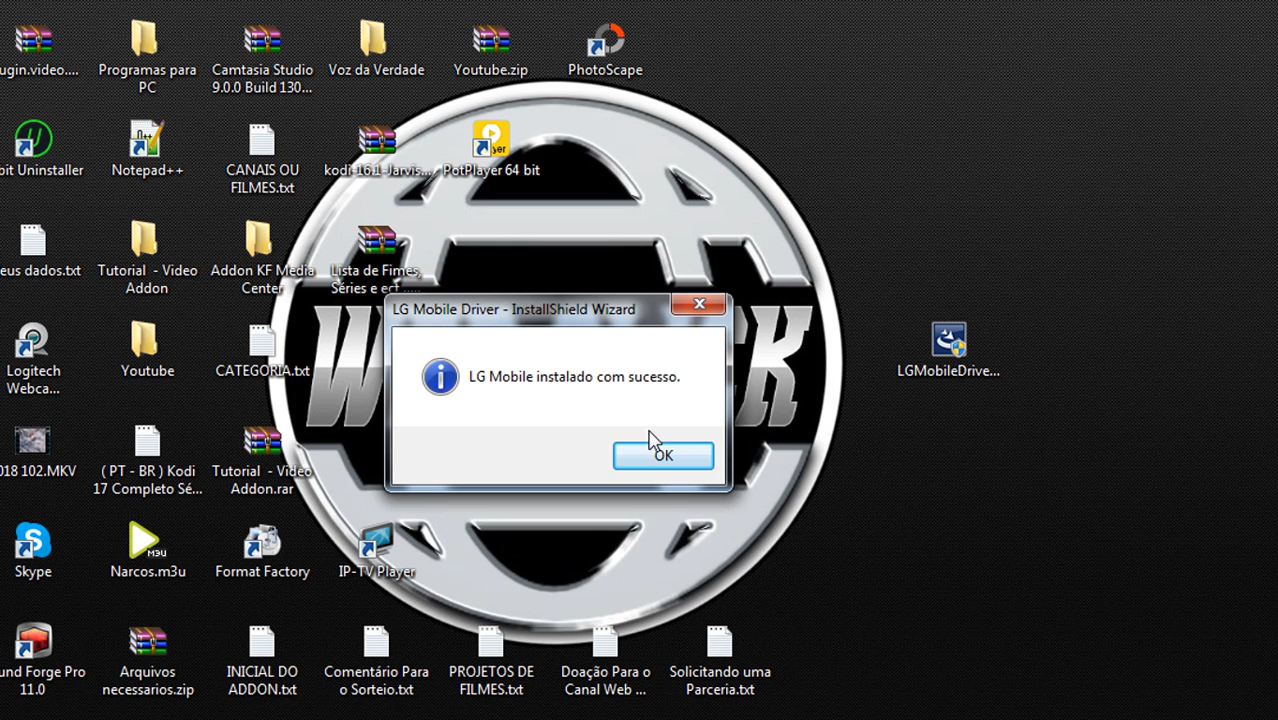 ugin.video....
Programas para
PC
Camtasia Studio
9.0.0 Build 130...
Voz da Verdade
Youtube.zip
PhotoScape
bit Uninstaller
Notepad++
CANAIS OU
FILMES.txt
kodi-16.1-Jarvis...
PotPlayer 64 bit
eus dados.txt
Tutorial - Video
Addon
Addon KF Media
Center
Lista de Fimes,
Séries e ect .....
LG Mobile Driver - InstallShield Wizard
LG Mobile instalado com sucesso.
OK
LGMobileDrive...
Logitech
Webca...
Youtube
CATEGORIA.txt
018 102.MKV
( PT - BR ) Kodi
17 Completo Sé...
Tutorial - Video
Addon.rar
Skype
M3U
Narcos.m3u
Format Factory
IP-TV Player
und Forge Pro
11.0
Arquivos
necessarios.zip
INICIAL DO
ADDON.txt
Comentário Para
o Sorteio.txt
PROJETOS DE
FILMES.txt
Doação Para o
Canal Web ...
Solicitando uma
Parceria.txt